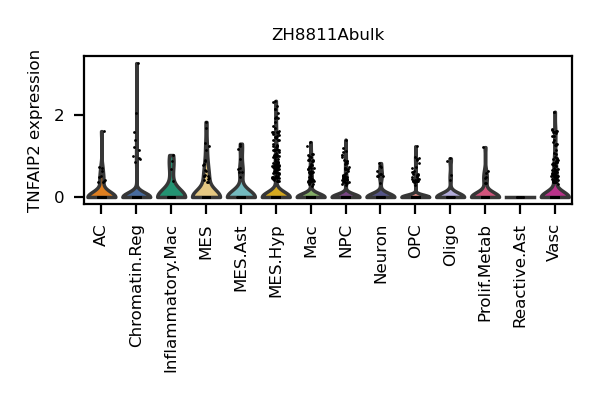 ZH8811Abulk
TNFAIP2 expression
2
0
AC
Chromatin.Reg
Inflammatory.Mac
MES
MES.Ast
MES.Hyp
Mac
NPC
Neuron
OPC
Oligo
Prolif.Metab
Reactive.Ast
Vasc